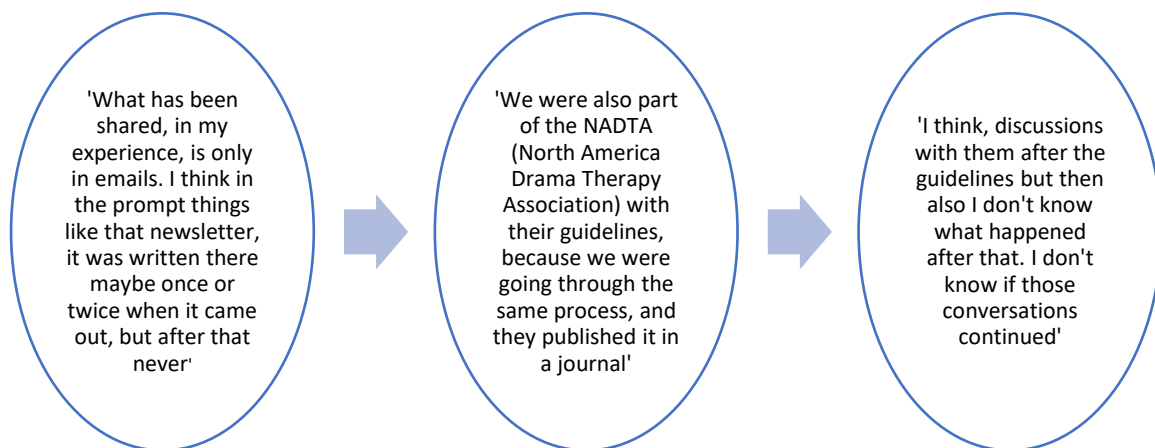 'What has been
shared, in my
experience, is only
in emails. I think in
the prompt things
like that newsletter,
it was written there
maybe once or
twice when it came
out, but after that
never'
'We were also part
of the NADTA
(North America
Drama Therapy
Association) with
their guidelines,
because we were
going through the
same process, and
they published it in
a journal'
'I think, discussions
with them after the
guidelines but then
also I don't know
what happened
after that. I don't
know if those
conversations
continued'